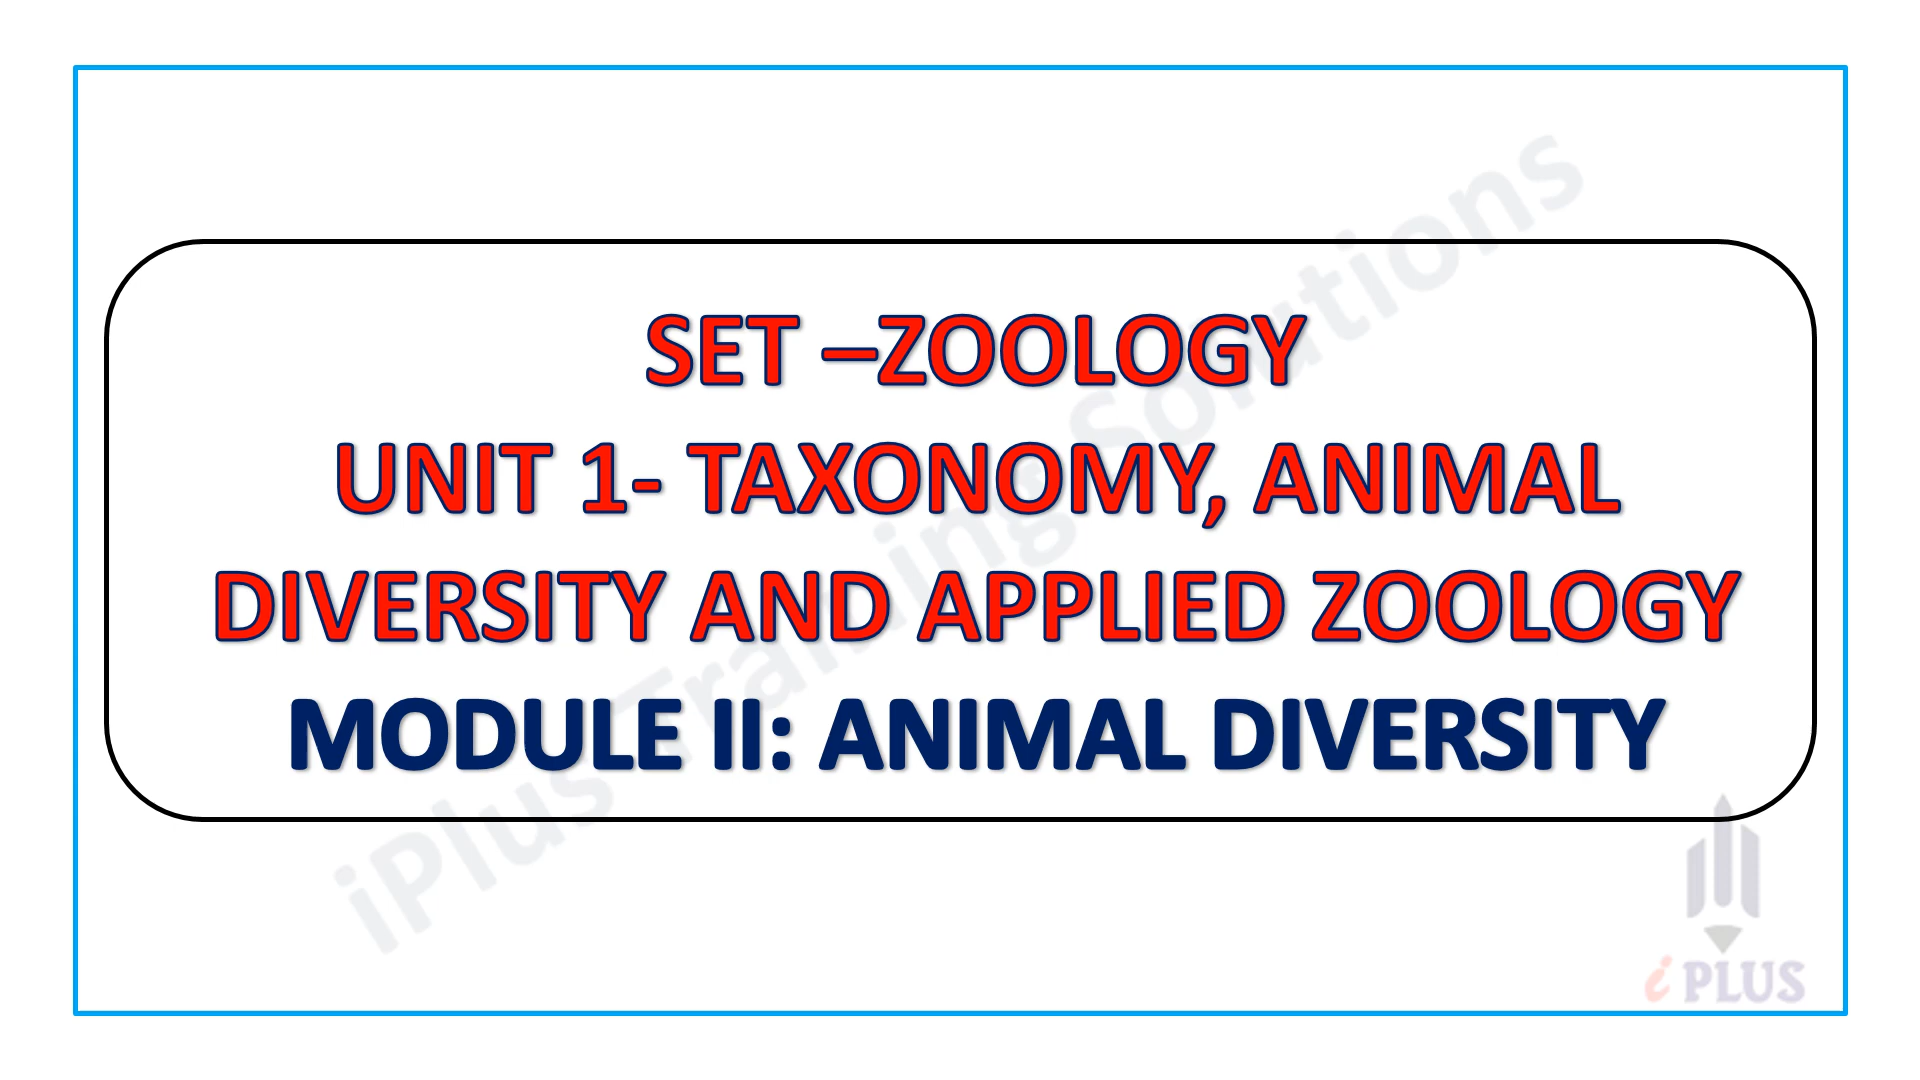 SET –ZOOLOGY
UNIT 1- TAXONOMY, ANIMAL
DIVERSITY AND APPLIED ZOOLOGY
MODULE II: ANIMAL DIVERSITY
iPlus Training Solutions
i PLUS